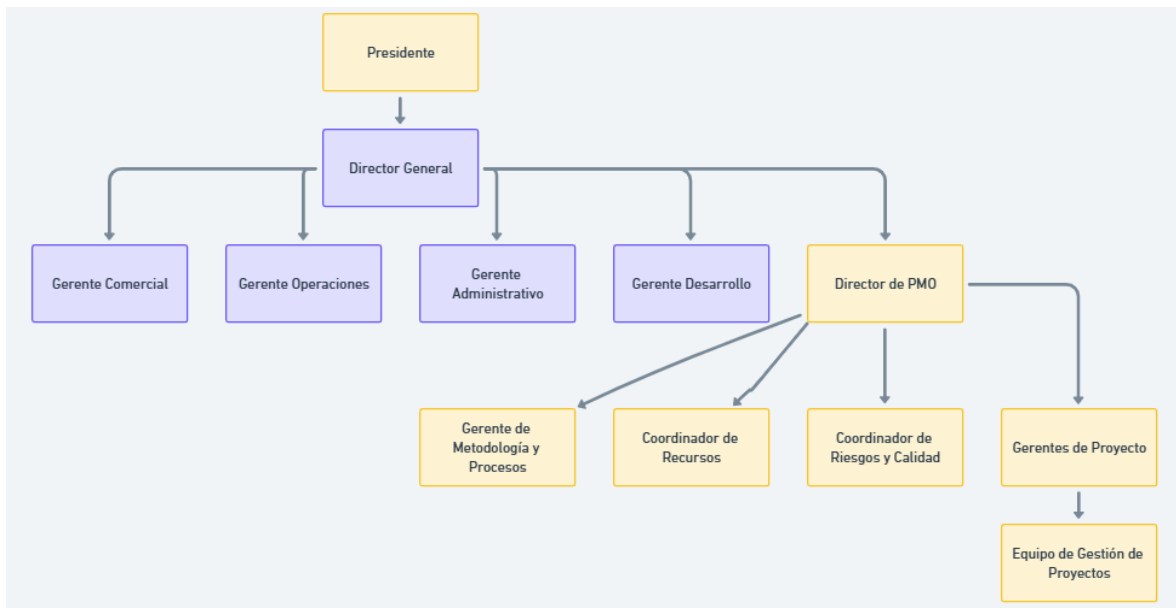 Presidente
Director General
Gerente Comercial
Gerente Operaciones
Gerente
Administrativo
Gerente Desarrollo
Director de PMO
Gerente de
Metodología y
Procesos
Coordinador de
Recursos
Coordinador de
Riesgos y Calidad
Gerentes de Proyecto
Equipo de Gestión de
Proyectos